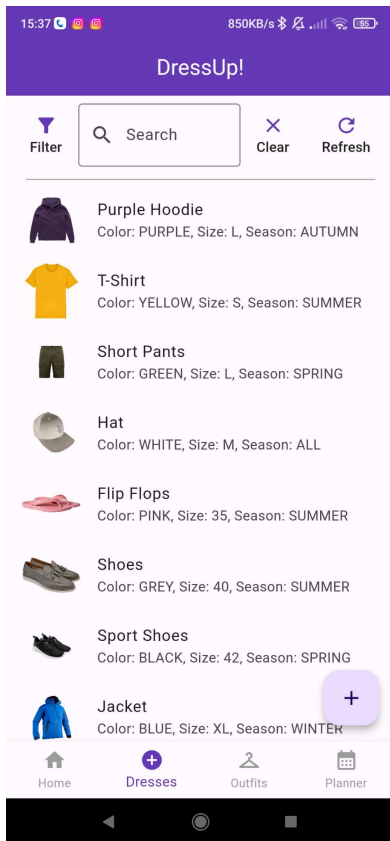 15:37 850KB/s 55
DressUp!
Filter
Search
Clear
Refresh
Purple Hoodie
Color: PURPLE, Size: L, Season: AUTUMN
T-Shirt
Color: YELLOW, Size: S, Season: SUMMER
Short Pants
Color: GREEN, Size: L, Season: SPRING
Hat
Color: WHITE, Size: M, Season: ALL
Flip Flops
Color: PINK, Size: 35, Season: SUMMER
Shoes
Color: GREY, Size: 40, Season: SUMMER
Sport Shoes
Color: BLACK, Size: 42, Season: SPRING
Jacket
Color: BLUE, Size: XL, Season: WINTER
Home
Dresses
Outfits
Planner